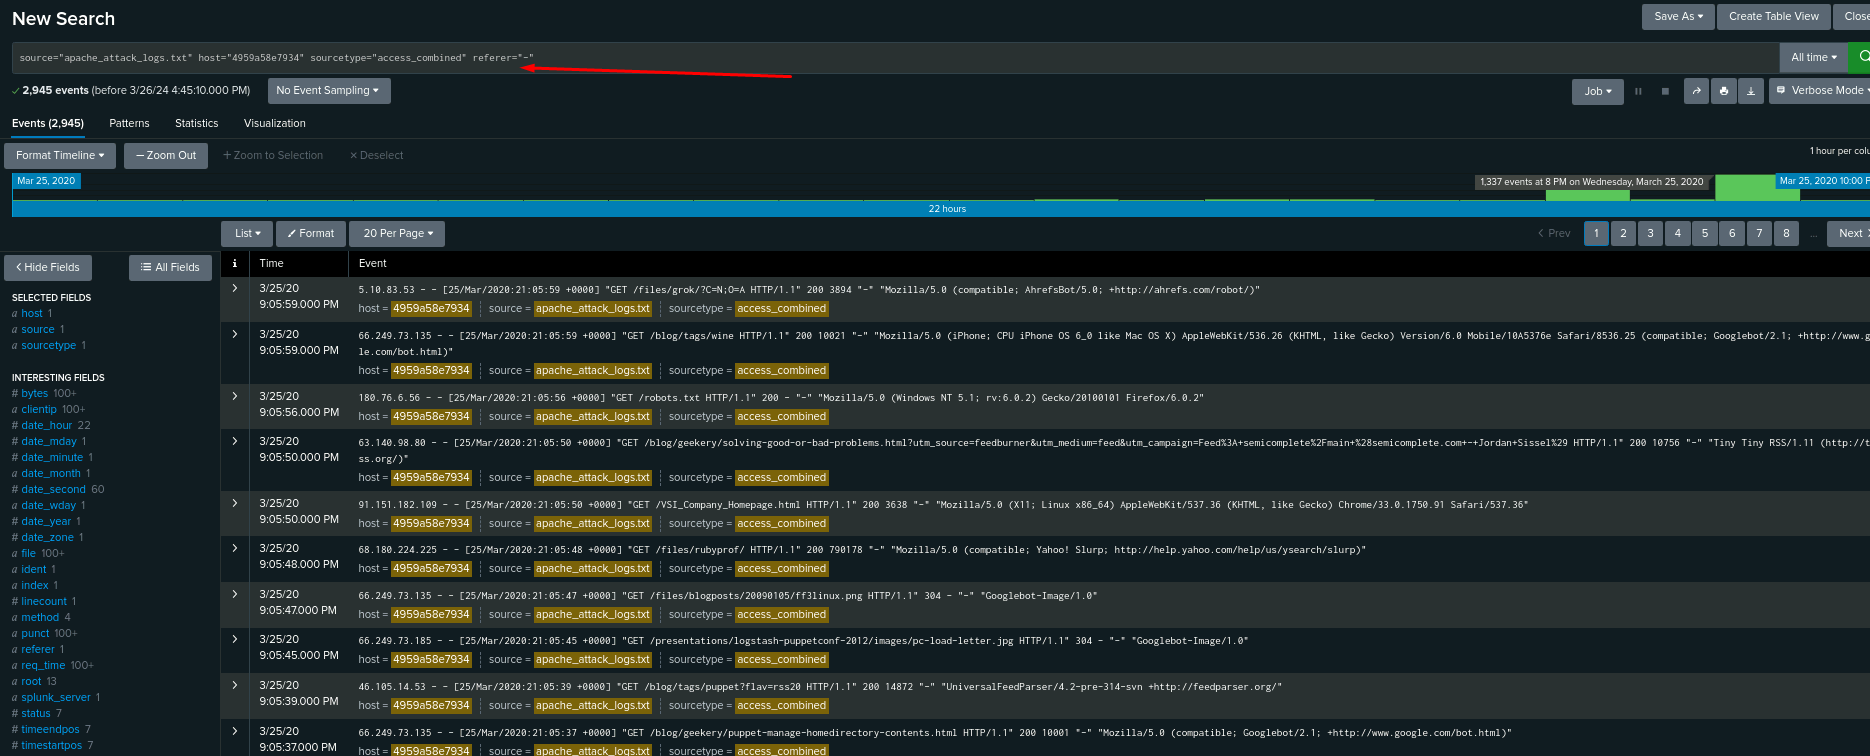 New Search
Save As ▾
Create Table View
Close
source="apache_attack_logs.txt" host="4959a58e7934" sourcetype="access_combined" referer="-"
All time ▾
✓ 2,945 events (before 3/26/24 4:45:10.000 PM)
No Event Sampling ▾
Job ▾
Verbose Mode ▾
Events (2,945)
Patterns
Statistics
Visualization
Format Timeline ▾
— Zoom Out
+ Zoom to Selection
× Deselect
1 hour per colu
Mar 25, 2020
1,337 events at 8 PM on Wednesday, March 25, 2020
Mar 25, 2020 10:00 P
22 hours
List ▾
Format
20 Per Page ▾
< Prev
1
2
3
4
5
6
7
8
...
Next >
< Hide Fields
All Fields
i
Time
Event
SELECTED FIELDS
a host 1
a source 1
a sourcetype 1
INTERESTING FIELDS
# bytes 100+
a clientip 100+
# date_hour 22
# date_mday 1
# date_minute 1
a date_month 1
# date_second 60
a date_wday 1
# date_year 1
# date_zone 1
a file 100+
a ident 1
a index 1
# linecount 1
a method 4
a punct 100+
a referer 1
a req_time 100+
a root 13
a splunk_server 1
# status 7
# timeendpos 7
# timestartpos 7
> 3/25/20
9:05:59.000 PM
5.10.83.53 - - [25/Mar/2020:21:05:59 +0000] "GET /files/grok/?C=N;O=A HTTP/1.1" 200 3894 "-" "Mozilla/5.0 (compatible; AhrefsBot/5.0; +http://ahrefs.com/robot/)"
host = 4959a58e7934 source = apache_attack_logs.txt sourcetype = access_combined
> 3/25/20
9:05:59.000 PM
66.249.73.135 - - [25/Mar/2020:21:05:59 +0000] "GET /blog/tags/wine HTTP/1.1" 200 10021 "-" "Mozilla/5.0 (iPhone; CPU iPhone OS 6_0 like Mac OS X) AppleWebKit/536.26 (KHTML, like Gecko) Version/6.0 Mobile/10A5376e Safari/8536.25 (compatible; Googlebot/2.1; +http://www.g
le.com/bot.html)"
host = 4959a58e7934 source = apache_attack_logs.txt sourcetype = access_combined
> 3/25/20
9:05:56.000 PM
180.76.6.56 - - [25/Mar/2020:21:05:56 +0000] "GET /robots.txt HTTP/1.1" 200 - "-" "Mozilla/5.0 (Windows NT 5.1; rv:6.0.2) Gecko/20100101 Firefox/6.0.2"
host = 4959a58e7934 source = apache_attack_logs.txt sourcetype = access_combined
> 3/25/20
9:05:50.000 PM
63.140.98.80 - - [25/Mar/2020:21:05:50 +0000] "GET /blog/geekery/solving-good-or-bad-problems.html?utm_source=feedburner&utm_medium=feed&utm_campaign=Feed%3A+semicomplete%2Fmain+%28semicomplete.com+-+Jordan+Sissel%29 HTTP/1.1" 200 10756 "-" "Tiny Tiny RSS/1.11 (http://t
ss.org/)"
host = 4959a58e7934 source = apache_attack_logs.txt sourcetype = access_combined
> 3/25/20
9:05:50.000 PM
91.151.182.109 - - [25/Mar/2020:21:05:50 +0000] "GET /VSI_Company_Homepage.html HTTP/1.1" 200 3638 "-" "Mozilla/5.0 (X11; Linux x86_64) AppleWebKit/537.36 (KHTML, like Gecko) Chrome/33.0.1750.91 Safari/537.36"
host = 4959a58e7934 source = apache_attack_logs.txt sourcetype = access_combined
> 3/25/20
9:05:48.000 PM
68.180.224.225 - - [25/Mar/2020:21:05:48 +0000] "GET /files/rubyprof/ HTTP/1.1" 200 790178 "-" "Mozilla/5.0 (compatible; Yahoo! Slurp; http://help.yahoo.com/help/us/ysearch/slurp)"
host = 4959a58e7934 source = apache_attack_logs.txt sourcetype = access_combined
> 3/25/20
9:05:47.000 PM
66.249.73.135 - - [25/Mar/2020:21:05:47 +0000] "GET /files/blogposts/20090105/ff3linux.png HTTP/1.1" 304 - "-" "Googlebot-Image/1.0"
host = 4959a58e7934 source = apache_attack_logs.txt sourcetype = access_combined
> 3/25/20
9:05:45.000 PM
66.249.73.185 - - [25/Mar/2020:21:05:45 +0000] "GET /presentations/logstash-puppetconf-2012/images/pc-load-letter.jpg HTTP/1.1" 304 - "-" "Googlebot-Image/1.0"
host = 4959a58e7934 source = apache_attack_logs.txt sourcetype = access_combined
> 3/25/20
9:05:39.000 PM
46.105.14.53 - - [25/Mar/2020:21:05:39 +0000] "GET /blog/tags/puppet?flav=rss20 HTTP/1.1" 200 14872 "-" "UniversalFeedParser/4.2-pre-314-svn +http://feedparser.org/"
host = 4959a58e7934 source = apache_attack_logs.txt sourcetype = access_combined
> 3/25/20
9:05:37.000 PM
66.249.73.135 - - [25/Mar/2020:21:05:37 +0000] "GET /blog/geekery/puppet-manage-homedirectory-contents.html HTTP/1.1" 200 10001 "-" "Mozilla/5.0 (compatible; Googlebot/2.1; +http://www.google.com/bot.html)"
host = 4959a58e7934 source = apache_attack_logs.txt sourcetype = access_combined